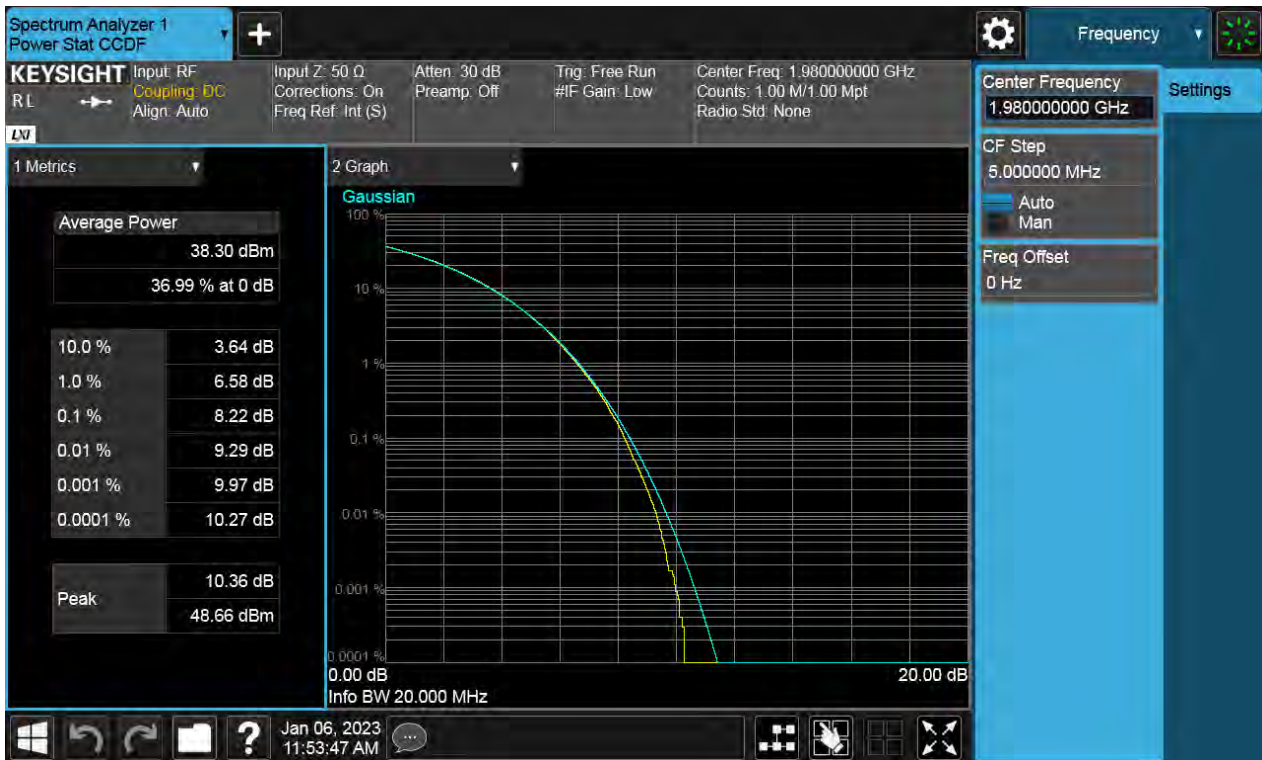 Spectrum Analyzer 1
Power Stat CCDF
Frequency
KEYSIGHT
R L
LXI
Input: RF
Coupling: DC
Align: Auto
Input Z: 50 Ω
Corrections: On
Freq Ref: Int (S)
Atten: 30 dB
Preamp: Off
Trig: Free Run
#IF Gain: Low
Center Freq: 1.980000000 GHz
Counts: 1.00 M/1.00 Mpt
Radio Std: None
Center Frequency
1.980000000 GHz
Settings
CF Step
5.000000 MHz
Auto
Man
Freq Offset
0 Hz
1 Metrics
Average Power
38.30 dBm
36.99 % at 0 dB
10.0 % 3.64 dB
1.0 % 6.58 dB
0.1 % 8.22 dB
0.01 % 9.29 dB
0.001 % 9.97 dB
0.0001 % 10.27 dB
Peak
10.36 dB
48.66 dBm
2 Graph
Gaussian
100 %
10 %
1 %
0.1 %
0.01 %
0.001 %
0.0001 %
0.00 dB 20.00 dB
Info BW 20.000 MHz
Jan 06, 2023
11:53:47 AM